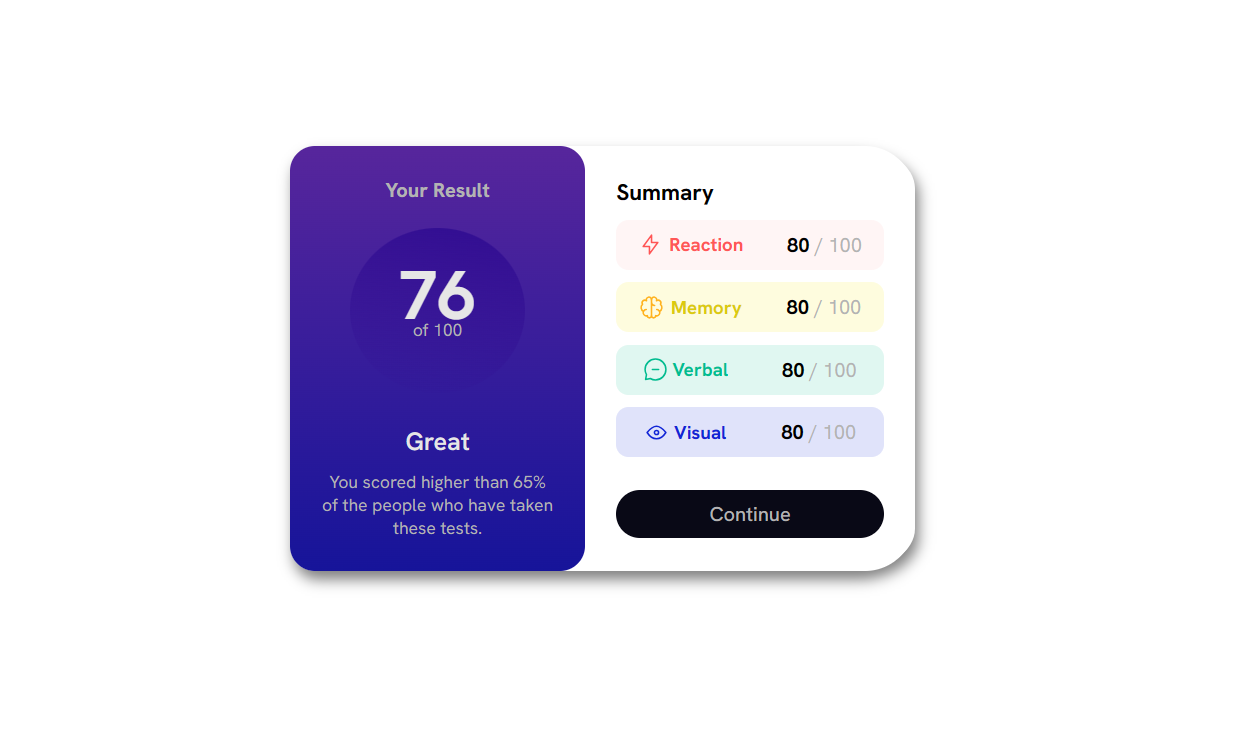 Your Result
76
of 100
Great
You scored higher than 65%
of the people who have taken
these tests.
Summary
Reaction 80 / 100
Memory 80 / 100
Verbal 80 / 100
Visual 80 / 100
Continue